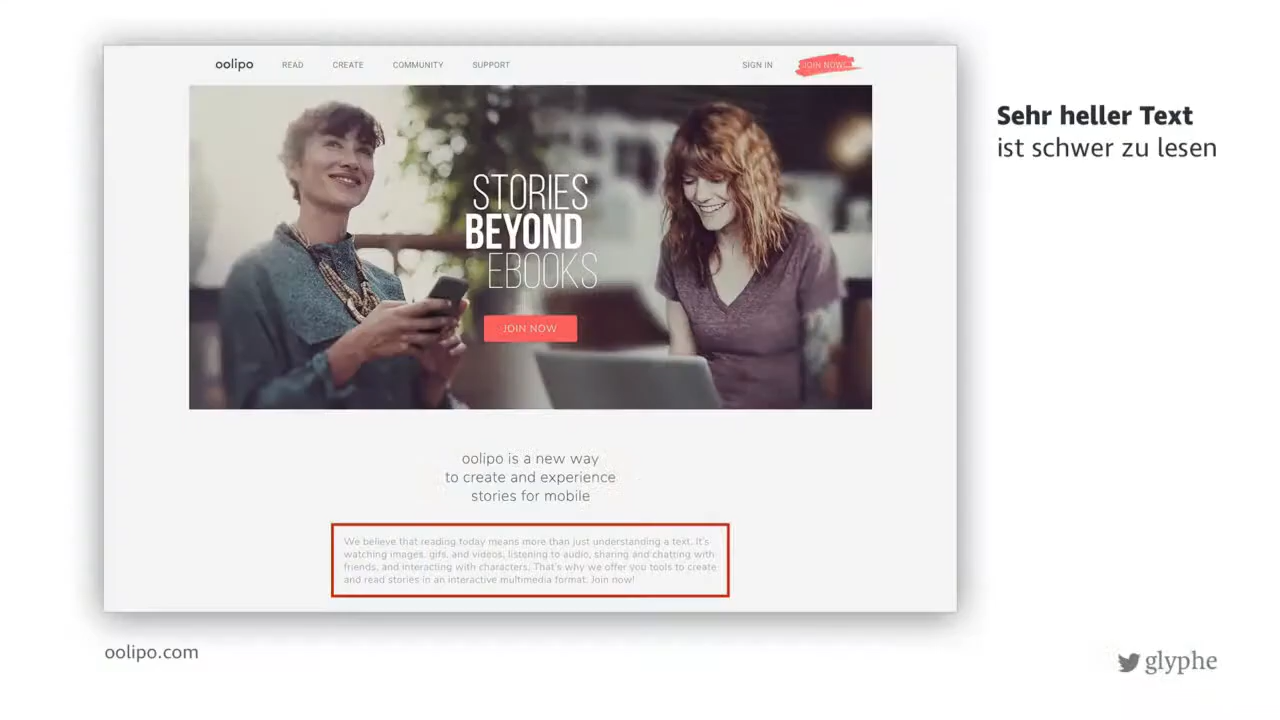 oolipo READ CREATE COMMUNITY SUPPORT SIGN IN JOIN NOW
STORIES
BEYOND
EBOOKS
JOIN NOW
oolipo is a new way
to create and experience
stories for mobile
We believe that reading today means more than just understanding a text. It's
watching images, gifs, and videos, listening to audio, sharing and chatting with
friends, and interacting with characters. That's why we offer you tools to create
and read stories in an interactive multimedia format. Join now!
Sehr heller Text
ist schwer zu lesen
oolipo.com
glyphe